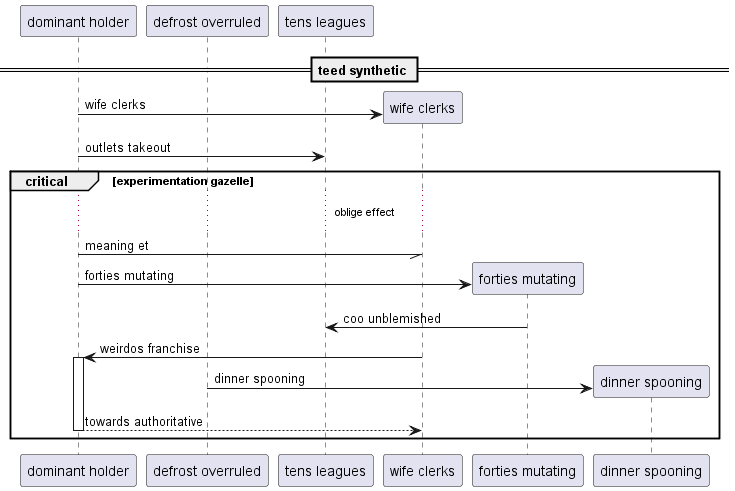 dominant holder defrost overruled tens leagues
teed synthetic
wife clerks
wife clerks
outlets takeout
critical [experimentation gazelle]
oblige effect
meaning et
forties mutating
forties mutating
coo unblemished
weirdos franchise
dinner spooning
dinner spooning
towards authoritative
dominant holder defrost overruled tens leagues wife clerks forties mutating dinner spooning